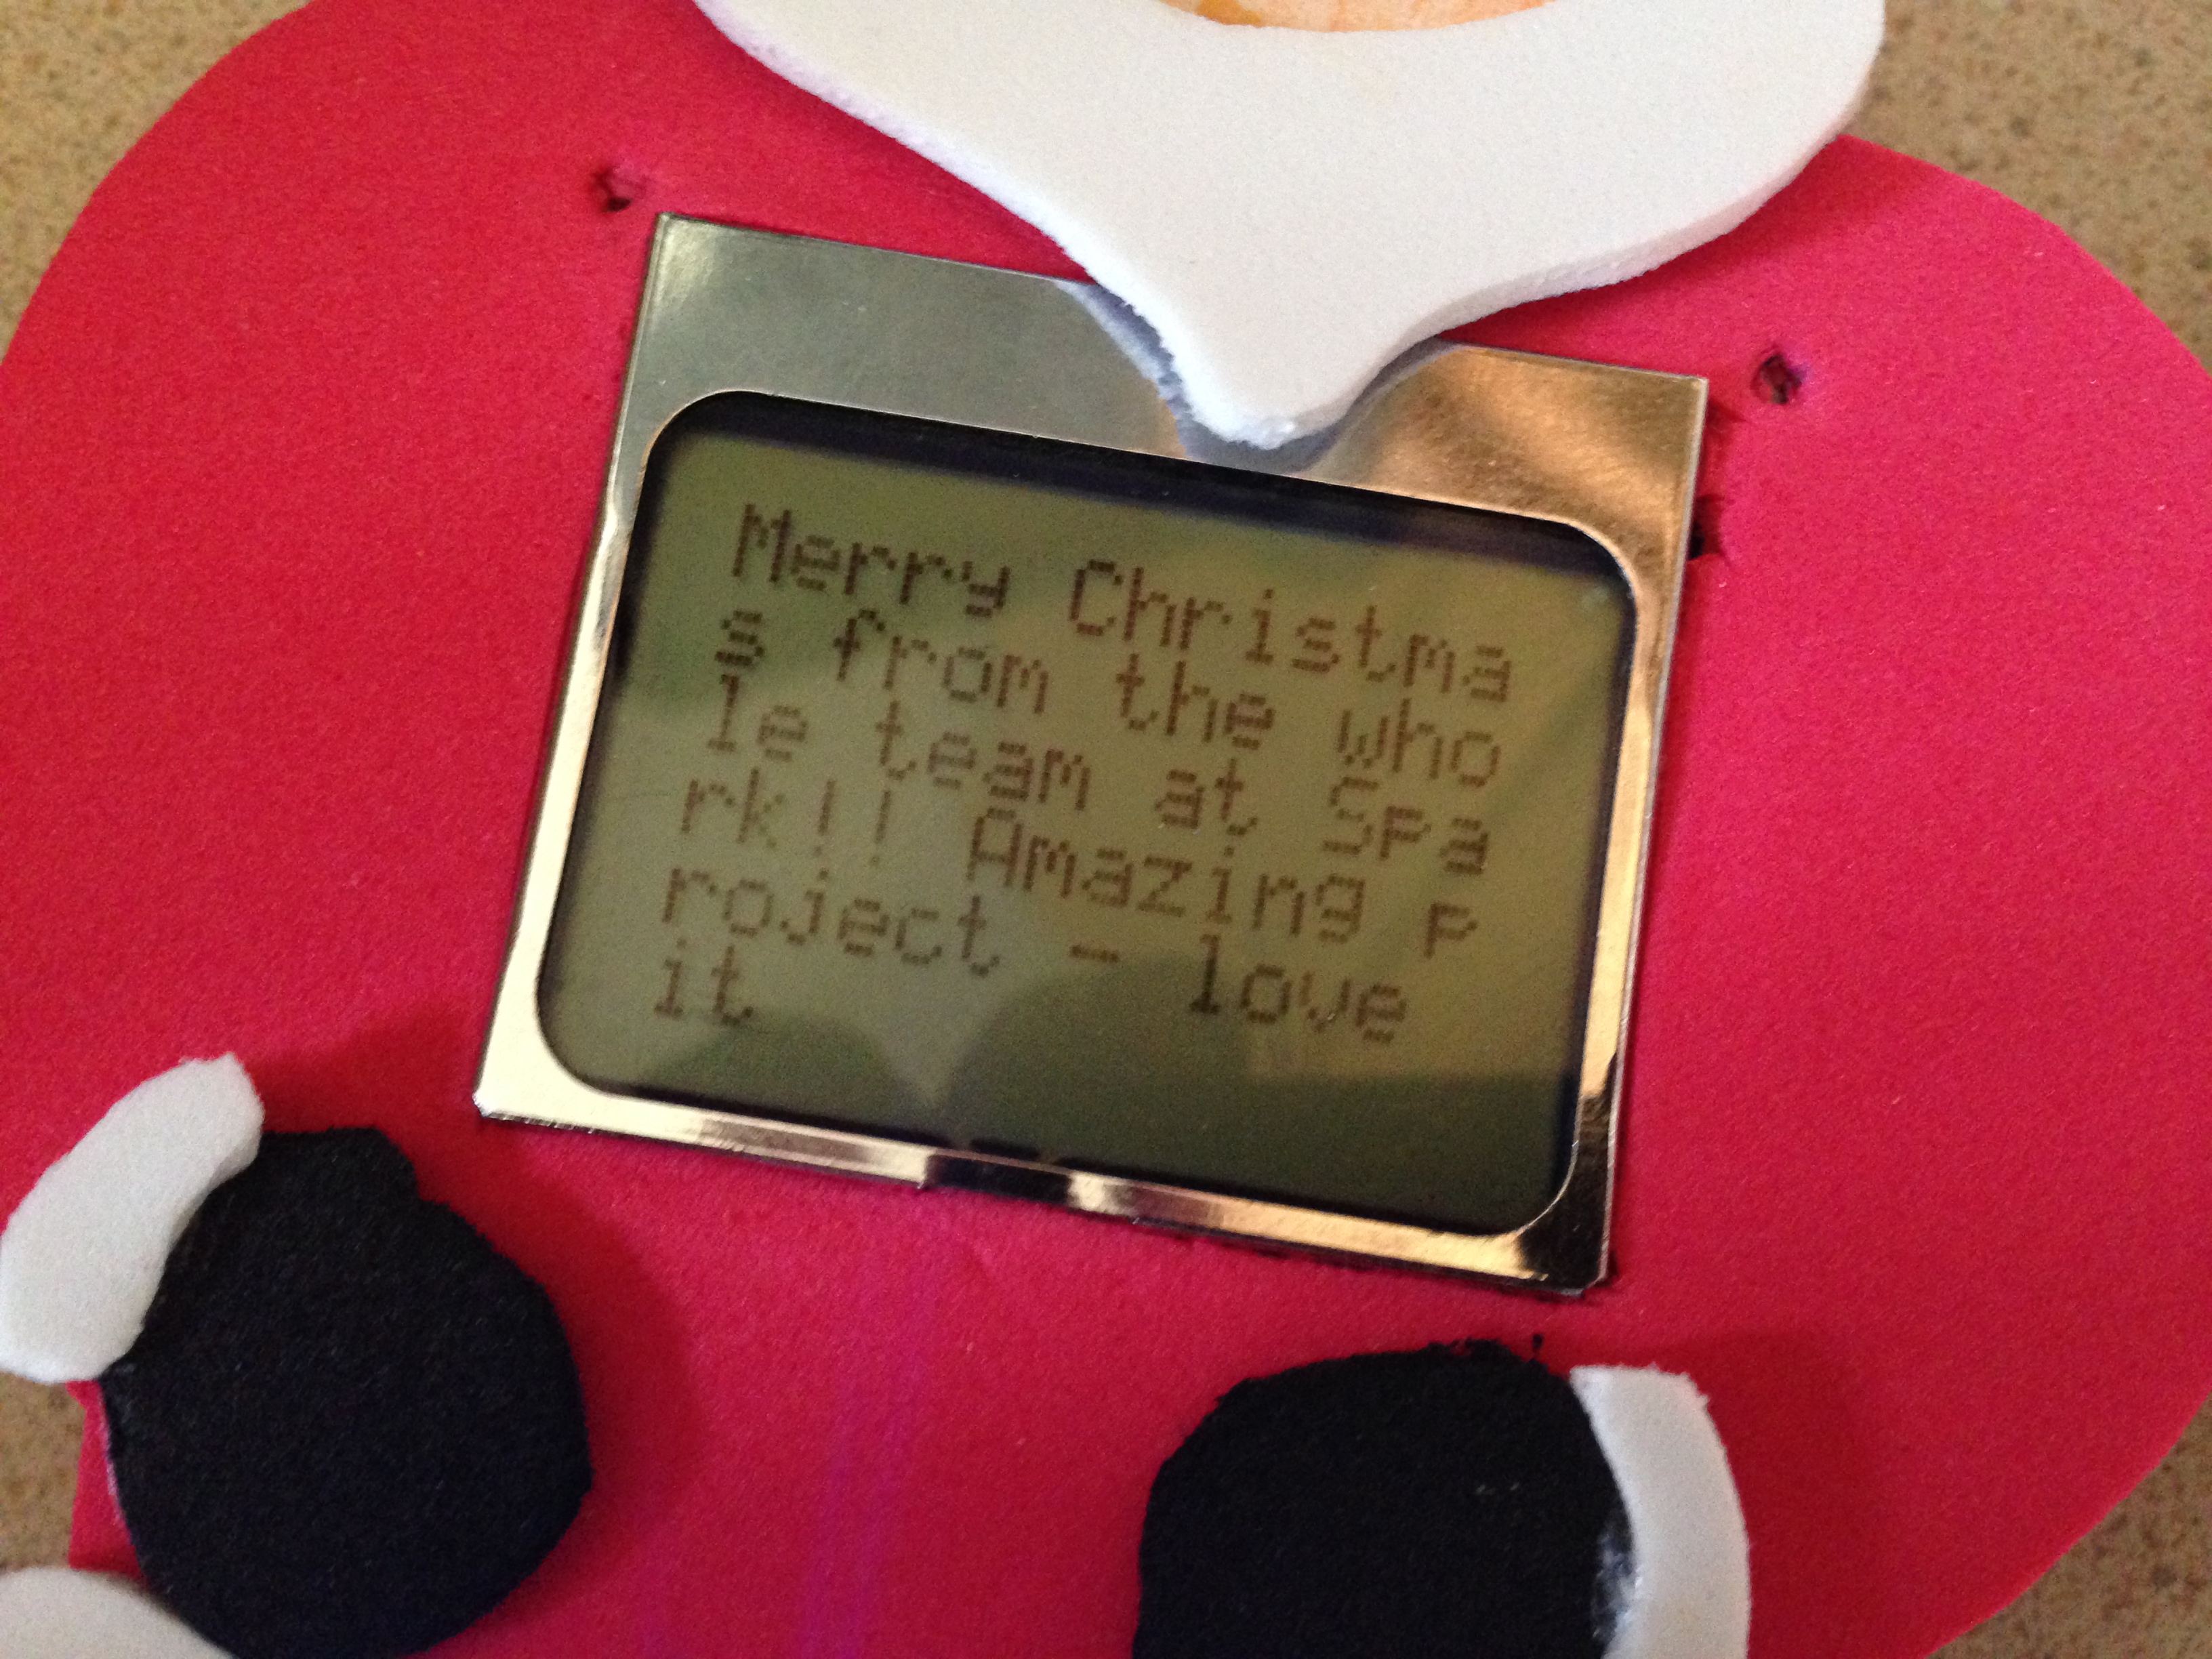 Merry Christma
s from the who
le team at Spa
rk!! Amazing p
roject - love
it